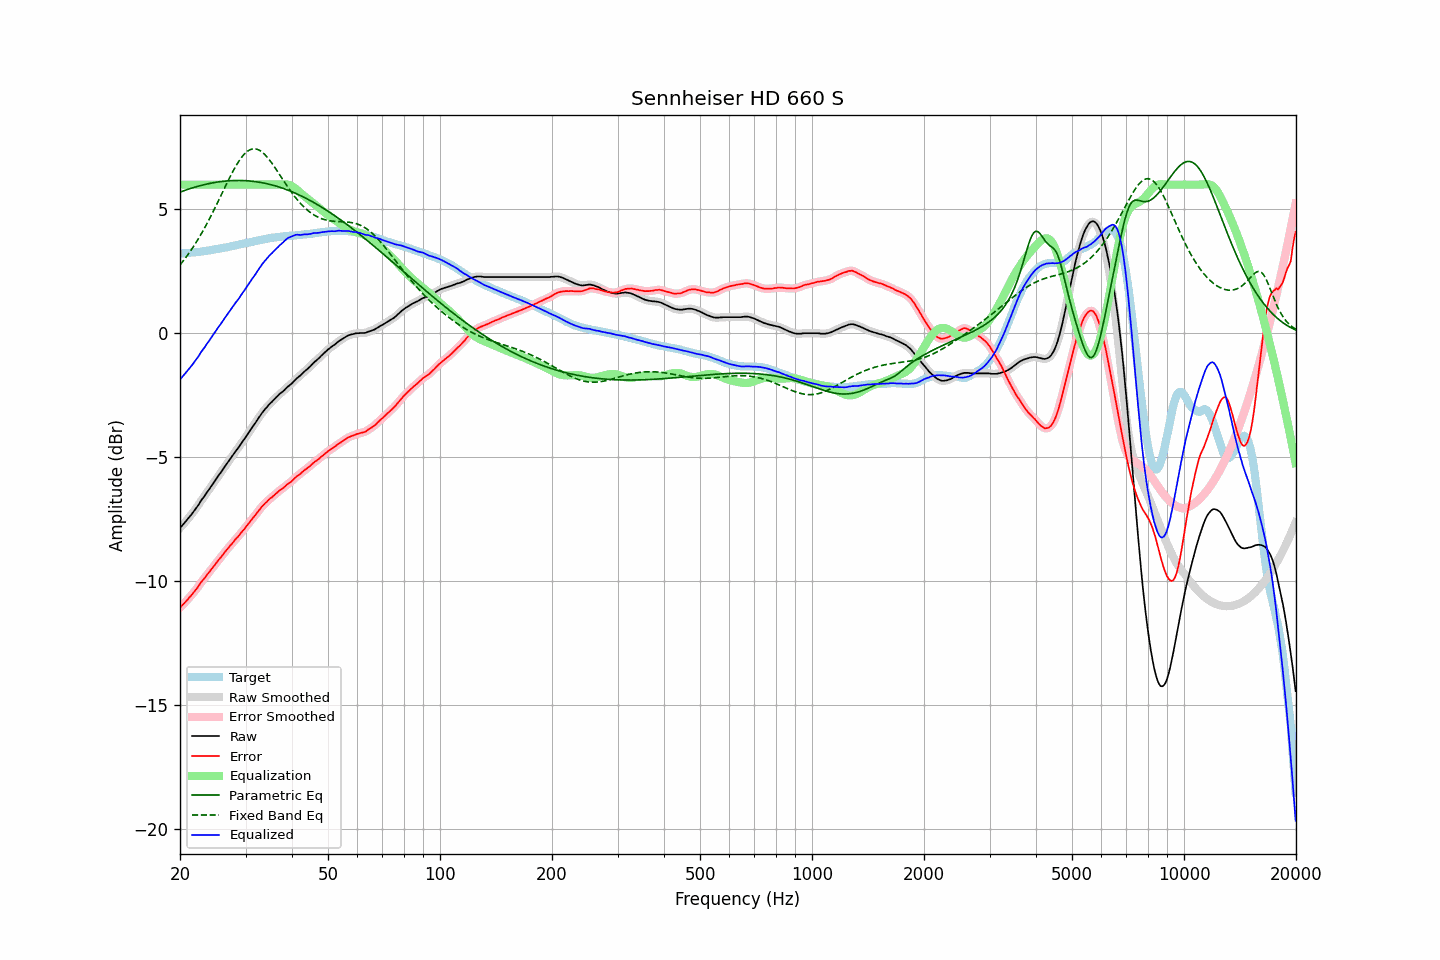 Sennheiser HD 660 S
Amplitude (dBr)
5
0
−5
−10
−15
−20
Target
Raw Smoothed
Error Smoothed
Raw
Error
Equalization
Parametric Eq
Fixed Band Eq
Equalized
20 50 100 200 500 1000 2000 5000 10000 20000
Frequency (Hz)